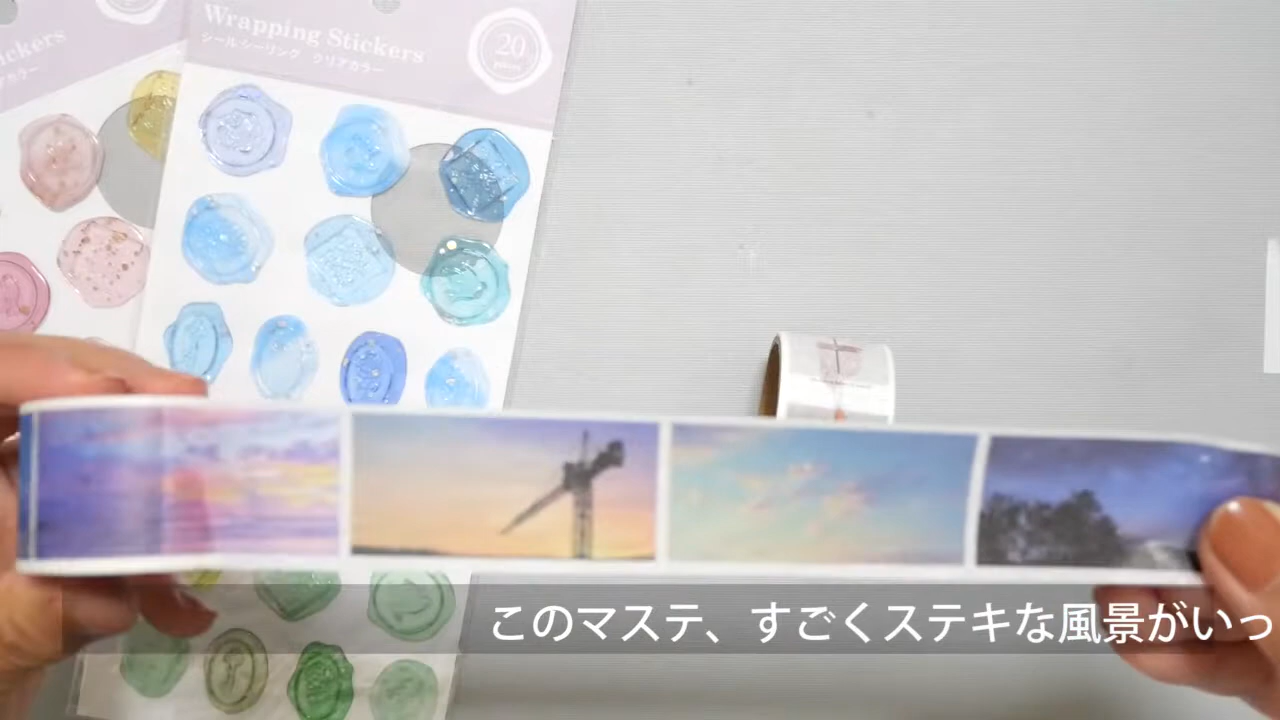 ickers
Wrapping Stickers
シールシーリング クリアカラー
20
このマステ、すごくステキな風景がいっ